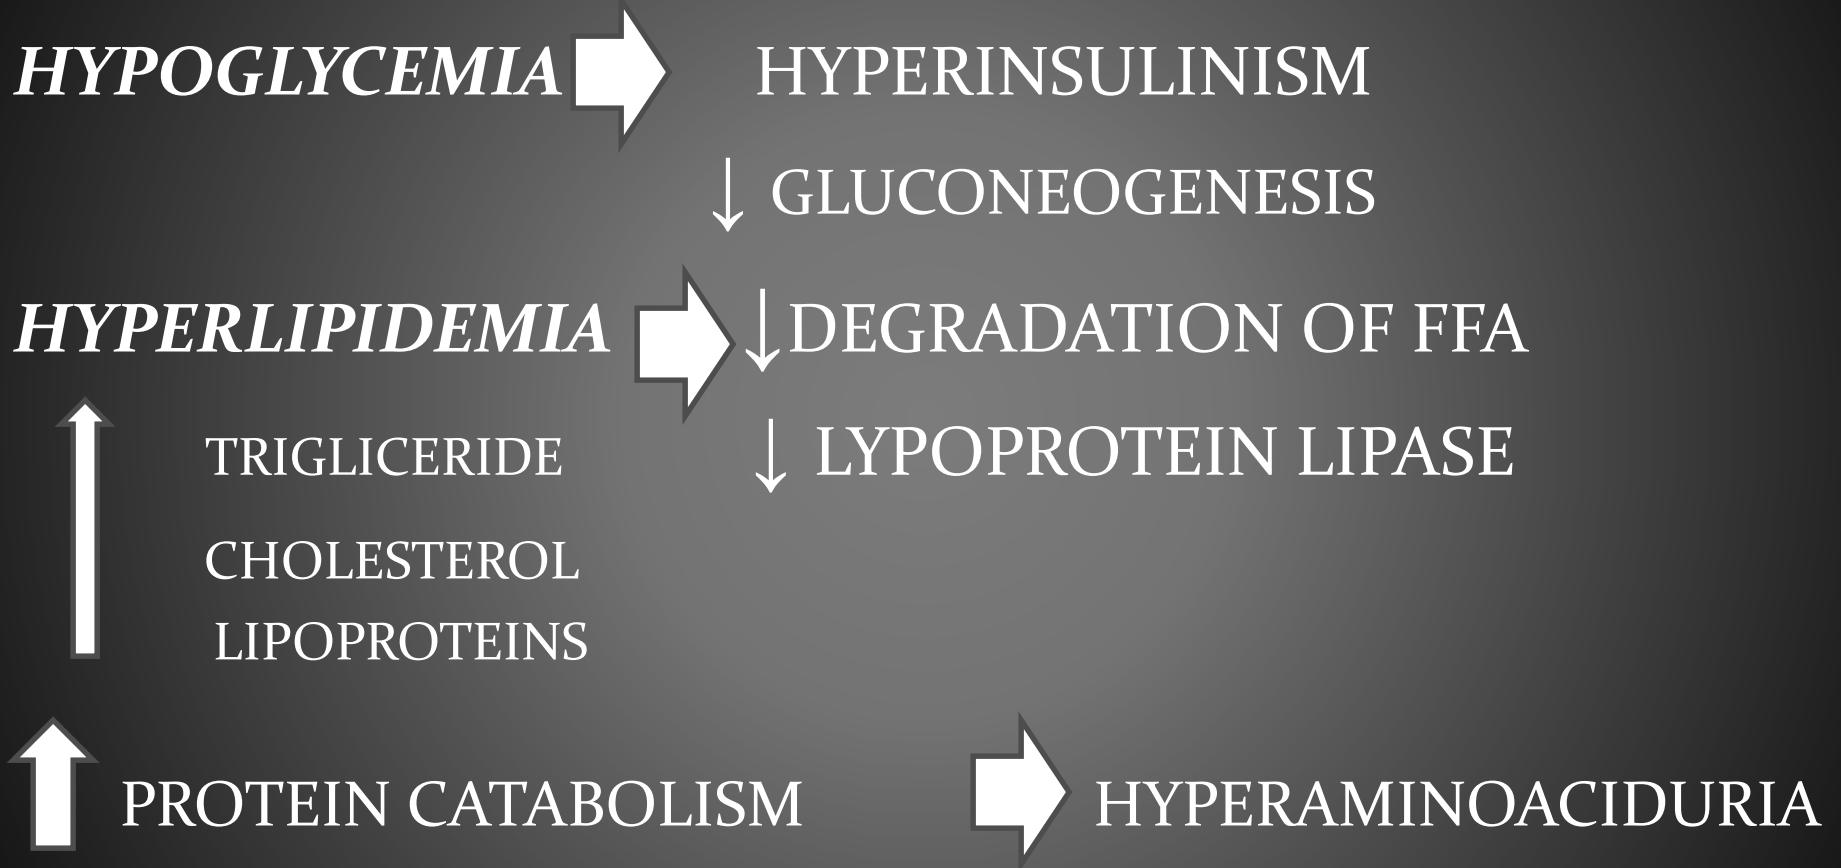 HYPOGLYCEMIA HYPERINSULINISM
↓ GLUCONEOGENESIS
HYPERLIPIDEMIA ↓DEGRADATION OF FFA
TRIGLICERIDE ↓ LYPOPROTEIN LIPASE
CHOLESTEROL
LIPOPROTEINS
PROTEIN CATABOLISM HYPERAMINOACIDURIA